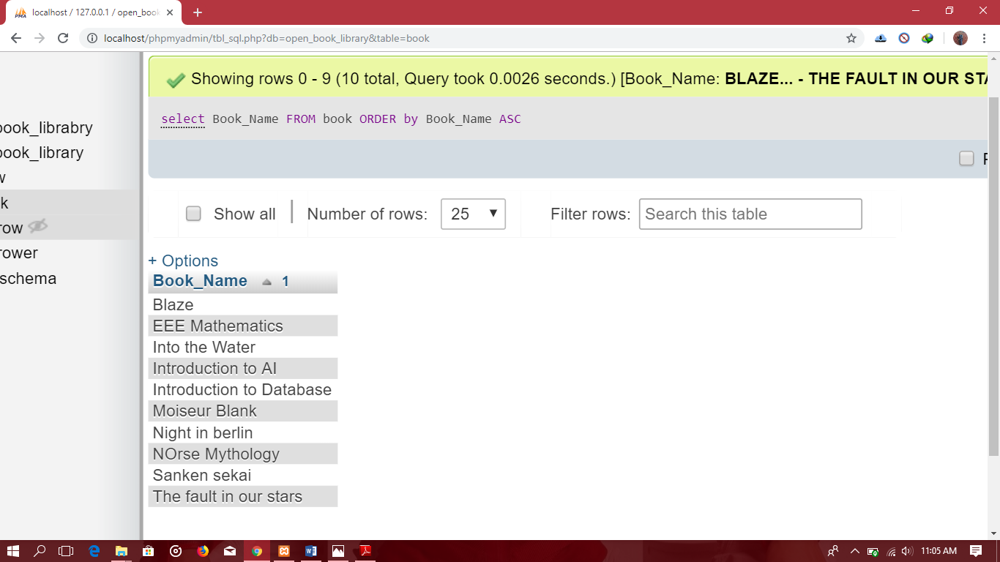 localhost / 127.0.0.1 / open_book
localhost/phpmyadmin/tbl_sql.php?db=open_book_library&table=book
Showing rows 0 - 9 (10 total, Query took 0.0026 seconds.) [Book_Name: BLAZE... - THE FAULT IN OUR STA
select Book_Name FROM book ORDER by Book_Name ASC
book_librabry
book_library
w
k
row
rower
schema
Show all
Number of rows: 25
Filter rows: Search this table
+ Options
Book_Name 1
Blaze
EEE Mathematics
Into the Water
Introduction to AI
Introduction to Database
Moiseur Blank
Night in berlin
NOrse Mythology
Sanken sekai
The fault in our stars
11:05 AM